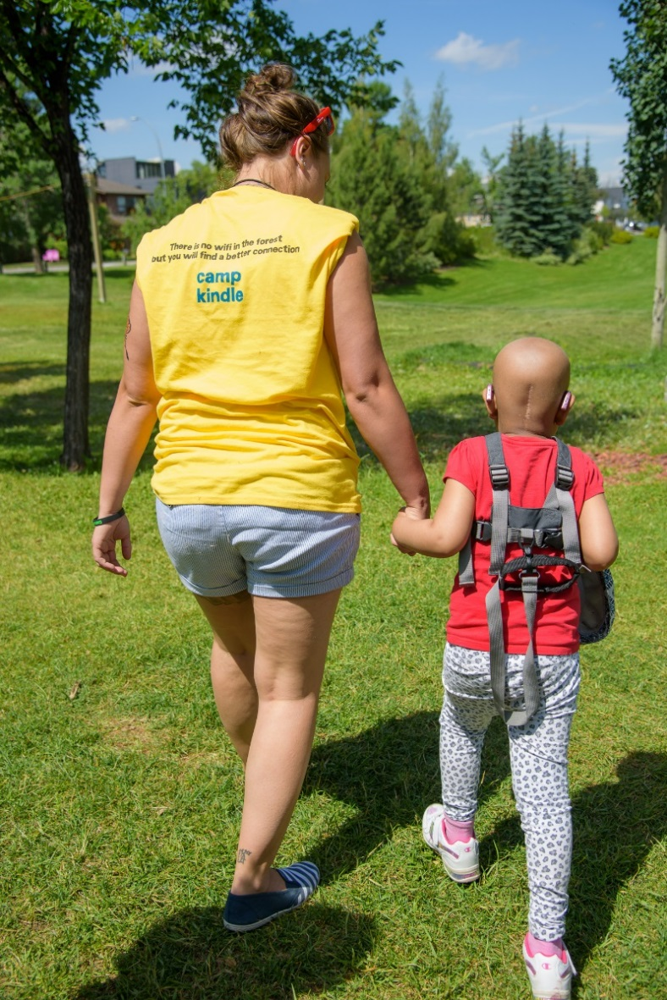 There is no wifi in the forest
but you will find a better connection
camp
kindle